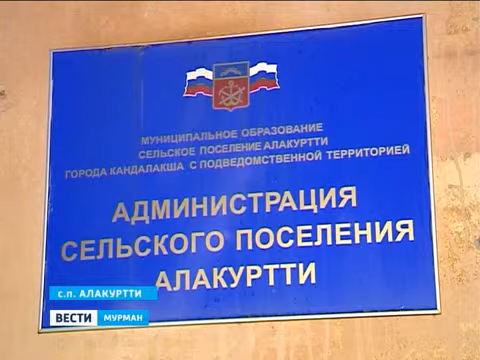 МУНИЦИПАЛЬНОЕ ОБРАЗОВАНИЕ
СЕЛЬСКОЕ ПОСЕЛЕНИЕ АЛАКУРТТИ
ГОРОДА КАНДАЛАКША С ПОДВЕДОМСТВЕННОЙ ТЕРРИТОРИЕЙ
АДМИНИСТРАЦИЯ
СЕЛЬСКОГО ПОСЕЛЕНИЯ
АЛАКУРТТИ
с.п. АЛАКУРТТИ
ВЕСТИ МУРМАН